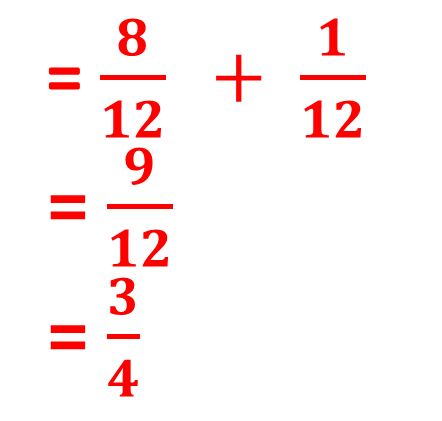 = 8/12 + 1/12
= 9/12
= 3/4